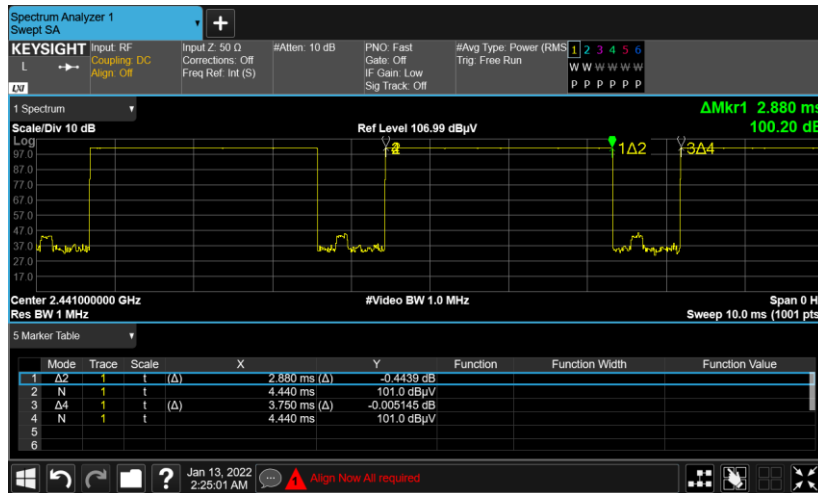 Spectrum Analyzer 1
Swept SA
+
KEYSIGHT Input: RF Input Z: 50 Ω #Atten: 10 dB PNO: Fast #Avg Type: Power (RMS 1 2 3 4 5 6
L Coupling: DC Corrections: Off Gate: Off Trig: Free Run W W W W W W
Align: Off Freq Ref: Int (S) IF Gain: Low
LXI Sig Track: Off P P P P P P
1 Spectrum ΔMkr1 2.880 ms
Scale/Div 10 dB Ref Level 106.99 dBµV 100.20 dB
Log
1Δ2 3Δ4
97.0
87.0
77.0
67.0
57.0
47.0
37.0
27.0
17.0
Center 2.441000000 GHz #Video BW 1.0 MHz Span 0 H
Res BW 1 MHz Sweep 10.0 ms (1001 pts
5 Marker Table
Mode Trace Scale X Y Function Function Width Function Value
1 Δ2 1 t (Δ) 2.880 ms (Δ) -0.4439 dB
2 N 1 t 4.440 ms 101.0 dBµV
3 Δ4 1 t (Δ) 3.750 ms (Δ) -0.005145 dB
4 N 1 t 4.440 ms 101.0 dBµV
5
6
? Jan 13, 2022
2:25:01 AM 1 Align Now All required